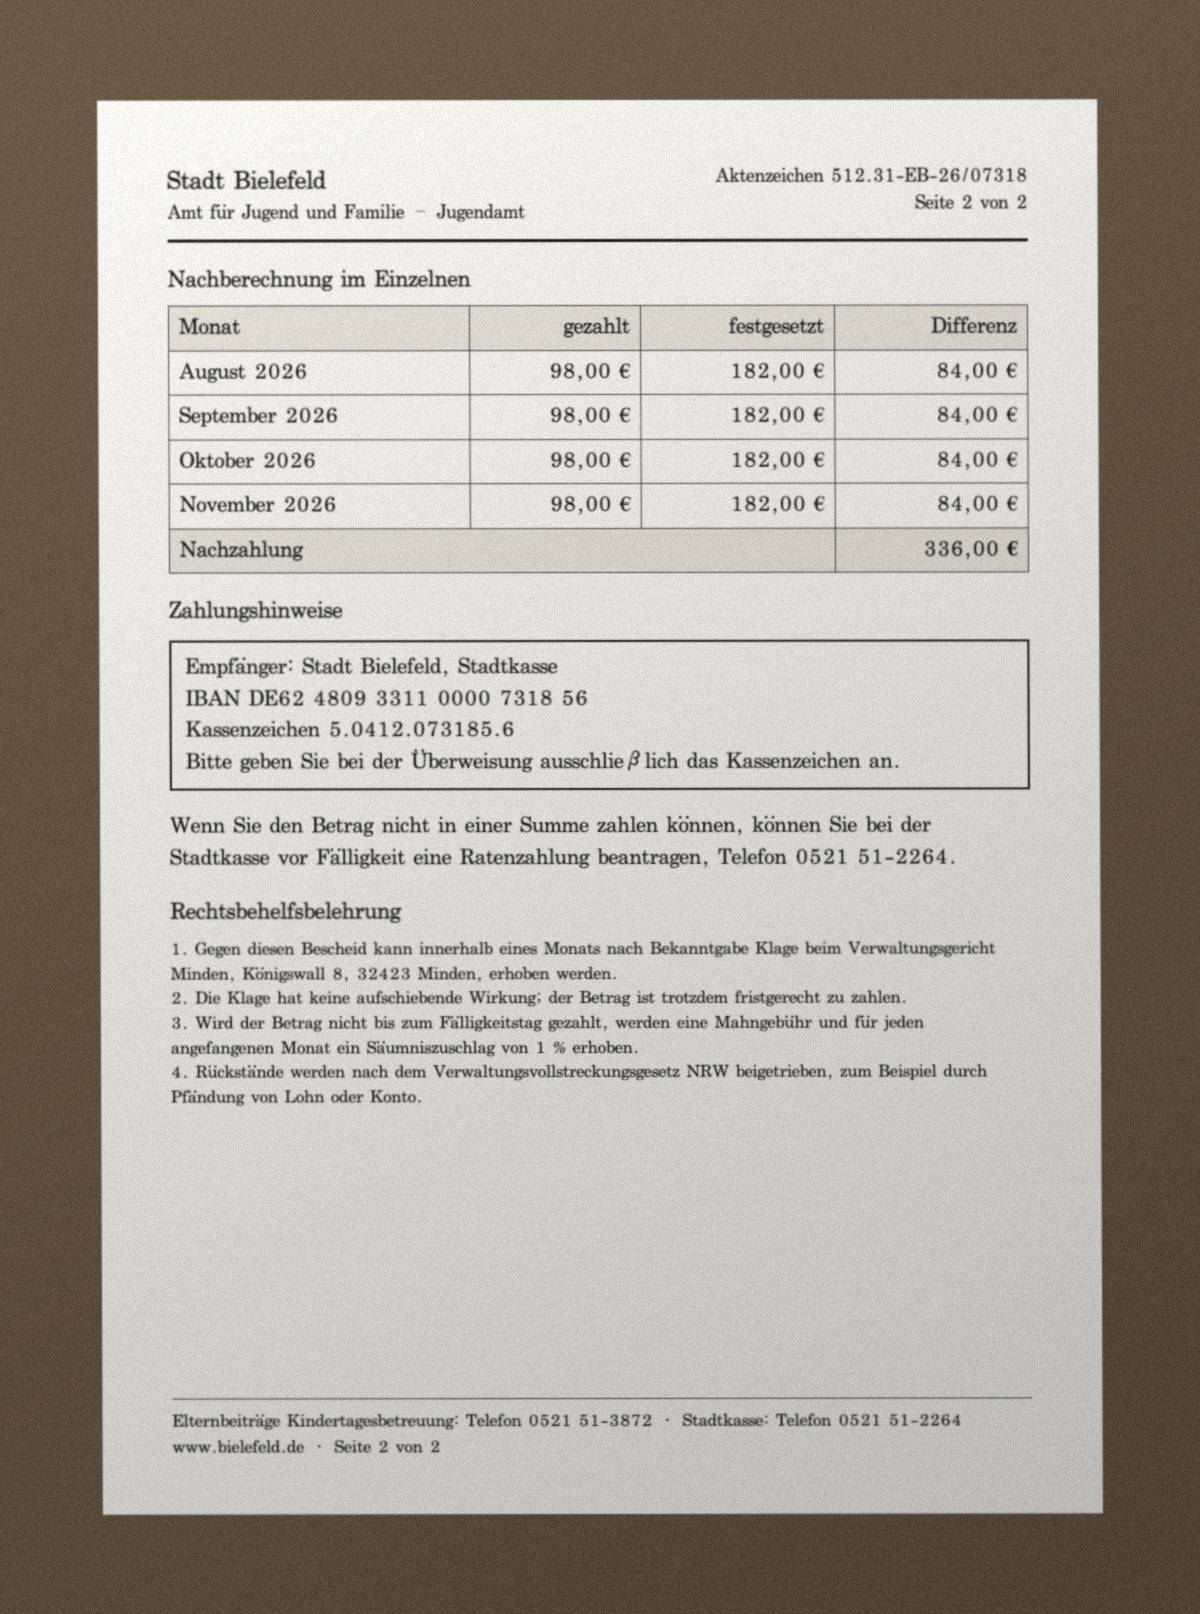 Stadt Bielefeld
Amt für Jugend und Familie – Jugendamt
Aktenzeichen 512.31-EB-26/07318
Seite 2 von 2
Nachberechnung im Einzelnen
Monat gezahlt festgesetzt Differenz
August 2026 98,00 € 182,00 € 84,00 €
September 2026 98,00 € 182,00 € 84,00 €
Oktober 2026 98,00 € 182,00 € 84,00 €
November 2026 98,00 € 182,00 € 84,00 €
Nachzahlung 336,00 €
Zahlungshinweise
Empfänger: Stadt Bielefeld, Stadtkasse
IBAN DE62 4809 3311 0000 7318 56
Kassenzeichen 5.0412.073185.6
Bitte geben Sie bei der Überweisung ausschließlich das Kassenzeichen an.
Wenn Sie den Betrag nicht in einer Summe zahlen können, können Sie bei der
Stadtkasse vor Fälligkeit eine Ratenzahlung beantragen, Telefon 0521 51-2264.
Rechtsbehelfsbelehrung
1. Gegen diesen Bescheid kann innerhalb eines Monats nach Bekanntgabe Klage beim Verwaltungsgericht
Minden, Königswall 8, 32423 Minden, erhoben werden.
2. Die Klage hat keine aufschiebende Wirkung; der Betrag ist trotzdem fristgerecht zu zahlen.
3. Wird der Betrag nicht bis zum Fälligkeitstag gezahlt, werden eine Mahngebühr und für jeden
angefangenen Monat ein Säumniszuschlag von 1 % erhoben.
4. Rückstände werden nach dem Verwaltungsvollstreckungsgesetz NRW beigetrieben, zum Beispiel durch
Pfändung von Lohn oder Konto.
Elternbeiträge Kindertagesbetreuung: Telefon 0521 51-3872 · Stadtkasse: Telefon 0521 51-2264
www.bielefeld.de · Seite 2 von 2